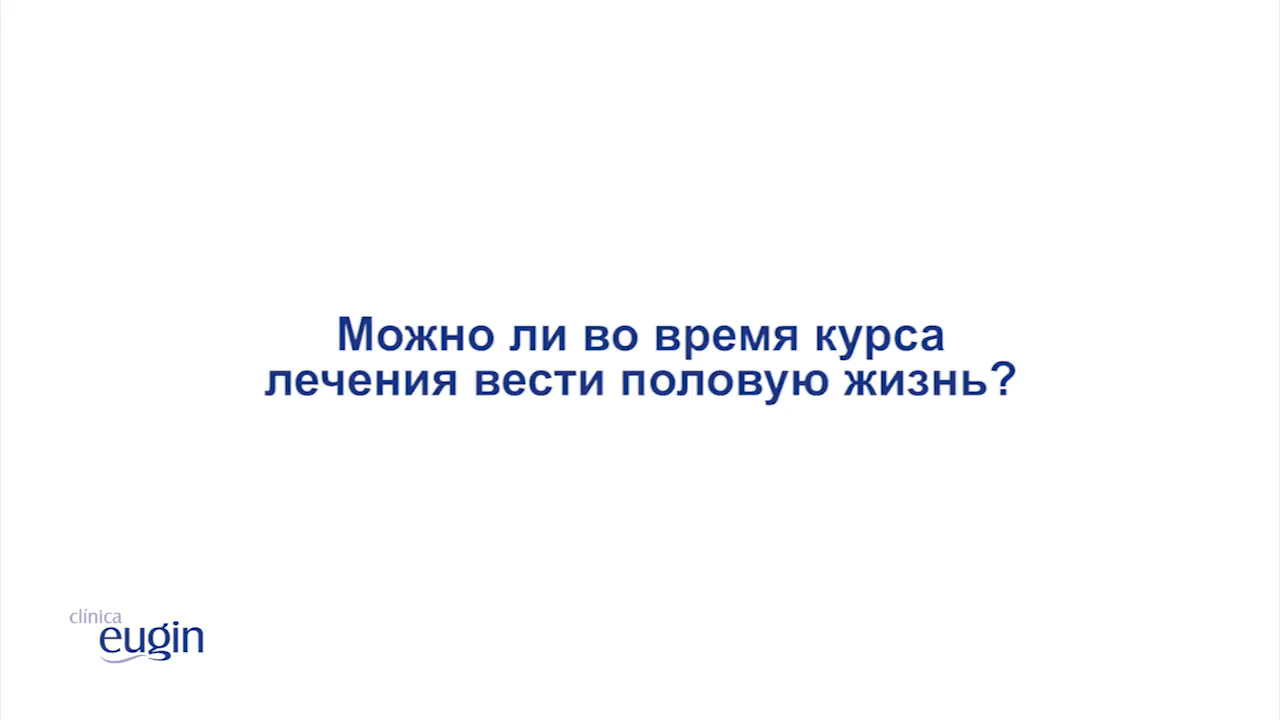 Можно ли во время курса
лечения вести половую жизнь?
clínica
eugin